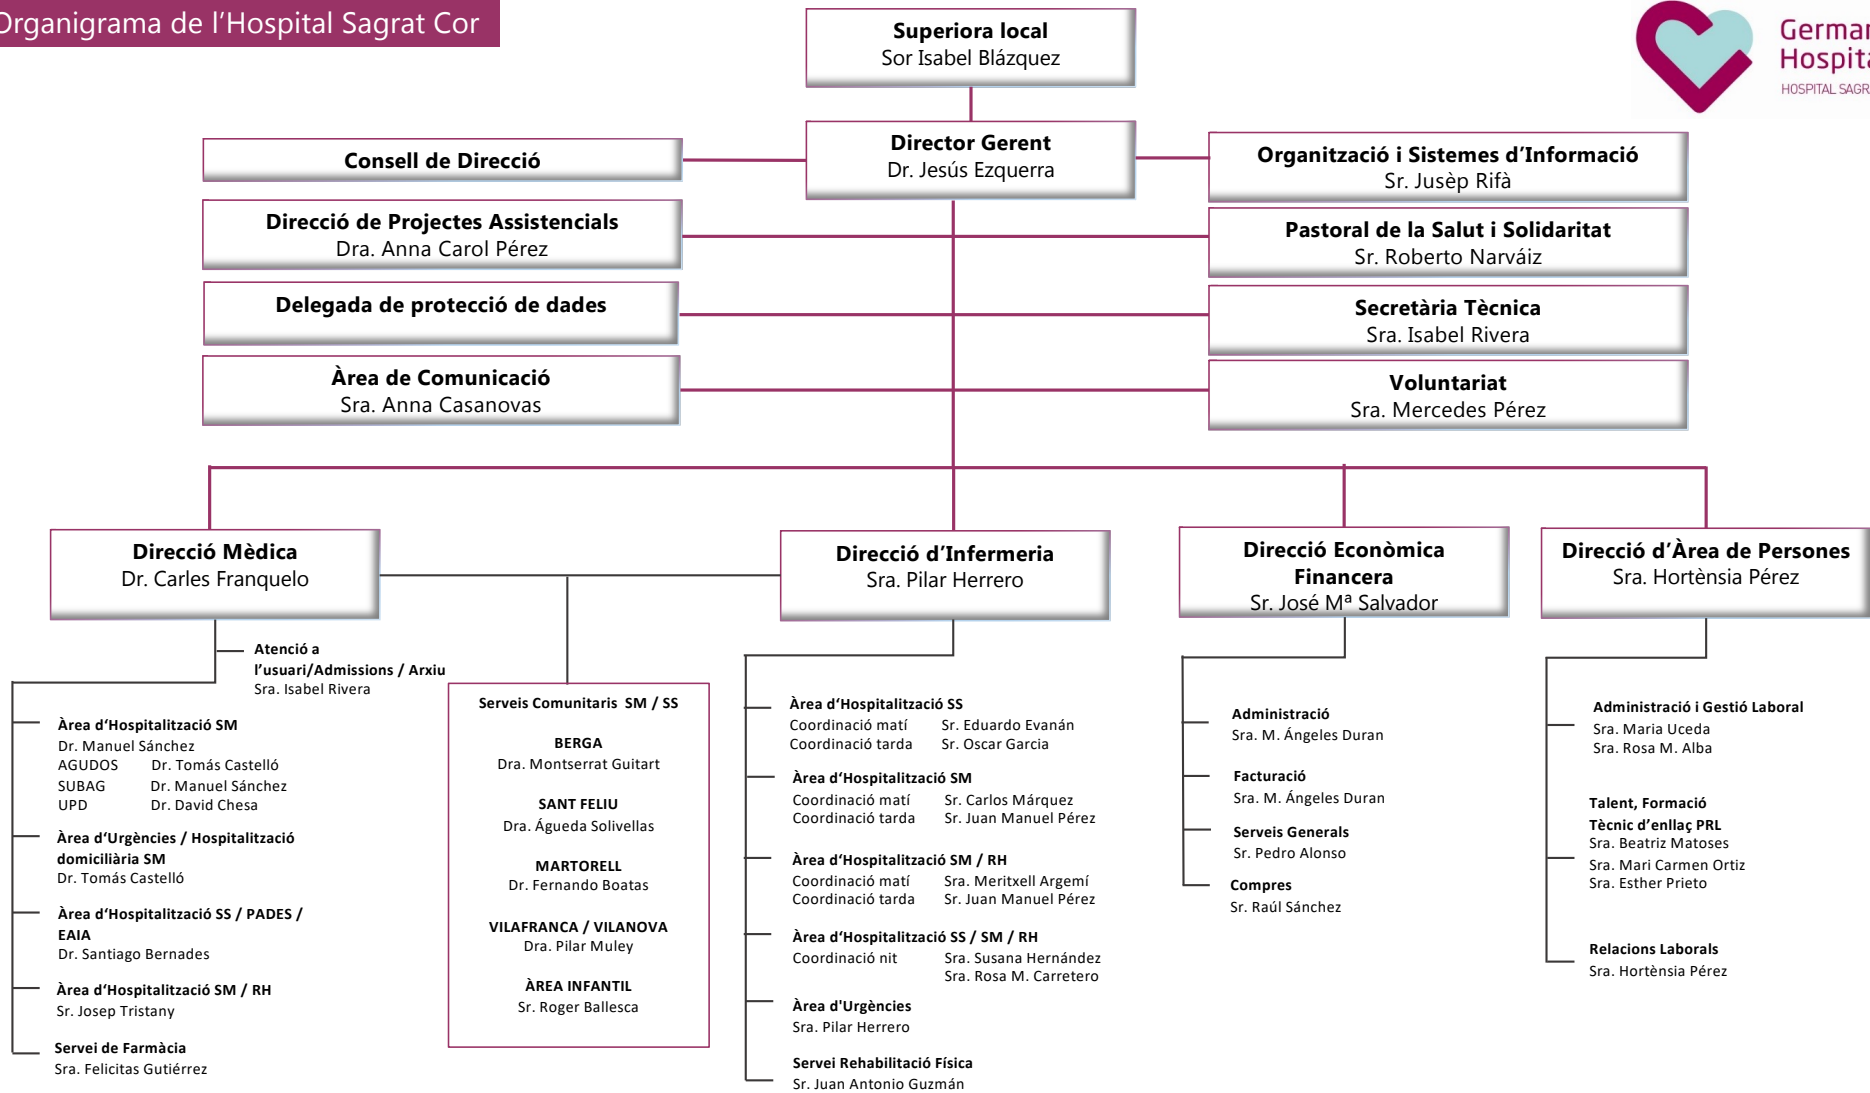 Organigrama de l’Hospital Sagrat Cor
Superiora local
Sor Isabel Blázquez
HOSPITAL
Director Gerent
Dr. Jesús Ezquerra
Consell de Direcció
Organització i Sistemes d’Informació
Sr. Jusèp Rifà
Direcció de Projectes Assistencials
Dra. Anna Carol Pérez
Pastoral de la Salut i Solidaritat
Sr. Roberto Narváiz
Delegada de protecció de dades
Secretària Tècnica
Sra. Isabel Rivera
Àrea de Comunicació
Sra. Anna Casanovas
Voluntariat
Sra. Mercedes Pérez
Direcció Mèdica
Dr. Carles Franquelo
Direcció d’Infermeria
Sra. Pilar Herrero
Direcció Econòmica
Financera
Sr. José Mª Salvador
Direcció d’Àrea de Persones
Sra. Hortènsia Pérez
Atenció a
l’usuari/Admissions / Arxiu
Sra. Isabel Rivera
Àrea d‘Hospitalització SM
Dr. Manuel Sánchez
AGUDOS Dr. Tomás Castelló
SUBAG Dr. Manuel Sánchez
UPD Dr. David Chesa
Àrea d‘Urgències / Hospitalització
domiciliària SM
Dr. Tomás Castelló
Àrea d‘Hospitalització SS / PADES /
EAIA
Dr. Santiago Bernades
Àrea d‘Hospitalització SM / RH
Sr. Josep Tristany
Servei de Farmàcia
Sra. Felicitas Gutiérrez
Serveis Comunitaris SM / SS
BERGA
Dra. Montserrat Guitart
SANT FELIU
Dra. Águeda Solivellas
MARTORELL
Dr. Fernando Boatas
VILAFRANCA / VILANOVA
Dra. Pilar Muley
ÀREA INFANTIL
Sr. Roger Ballesca
Àrea d‘Hospitalització SS
Coordinació matí Sr. Eduardo Evanán
Coordinació tarda Sr. Oscar Garcia
Àrea d‘Hospitalització SM
Coordinació matí Sr. Carlos Márquez
Coordinació tarda Sr. Juan Manuel Pérez
Àrea d‘Hospitalització SM / RH
Coordinació matí Sra. Meritxell Argemí
Coordinació tarda Sr. Juan Manuel Pérez
Àrea d‘Hospitalització SS / SM / RH
Coordinació nit Sra. Susana Hernández
Sra. Rosa M. Carretero
Àrea d'Urgències
Sra. Pilar Herrero
Servei Rehabilitació Física
Sr. Juan Antonio Guzmán
Administració
Sra. M. Ángeles Duran
Facturació
Sra. M. Ángeles Duran
Serveis Generals
Sr. Pedro Alonso
Compres
Sr. Raúl Sánchez
Administració i Gestió Laboral
Sra. Maria Uceda
Sra. Rosa M. Alba
Talent, Formació
Tècnic d’enllaç PRL
Sra. Beatriz Matoses
Sra. Mari Carmen Ortiz
Sra. Esther Prieto
Relacions Laborals
Sra. Hortènsia Pérez